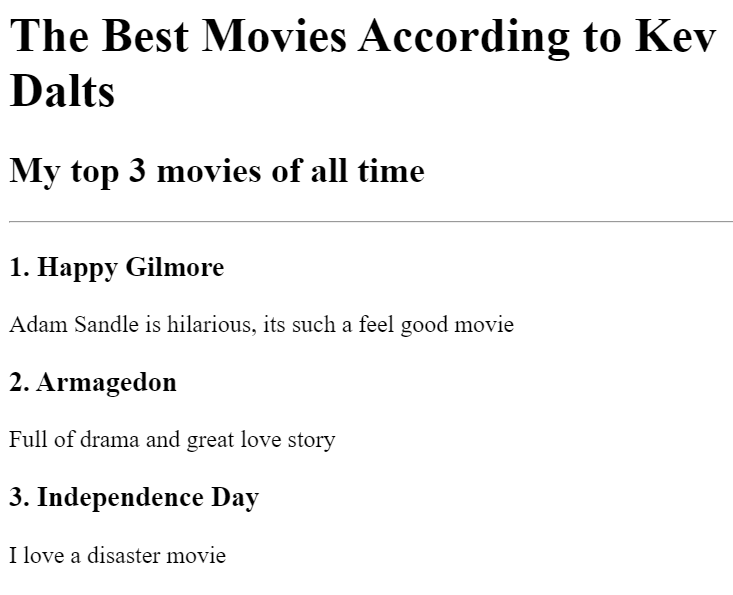 The Best Movies According to Kev
Dalts
My top 3 movies of all time
1. Happy Gilmore
Adam Sandle is hilarious, its such a feel good movie
2. Armagedon
Full of drama and great love story
3. Independence Day
I love a disaster movie